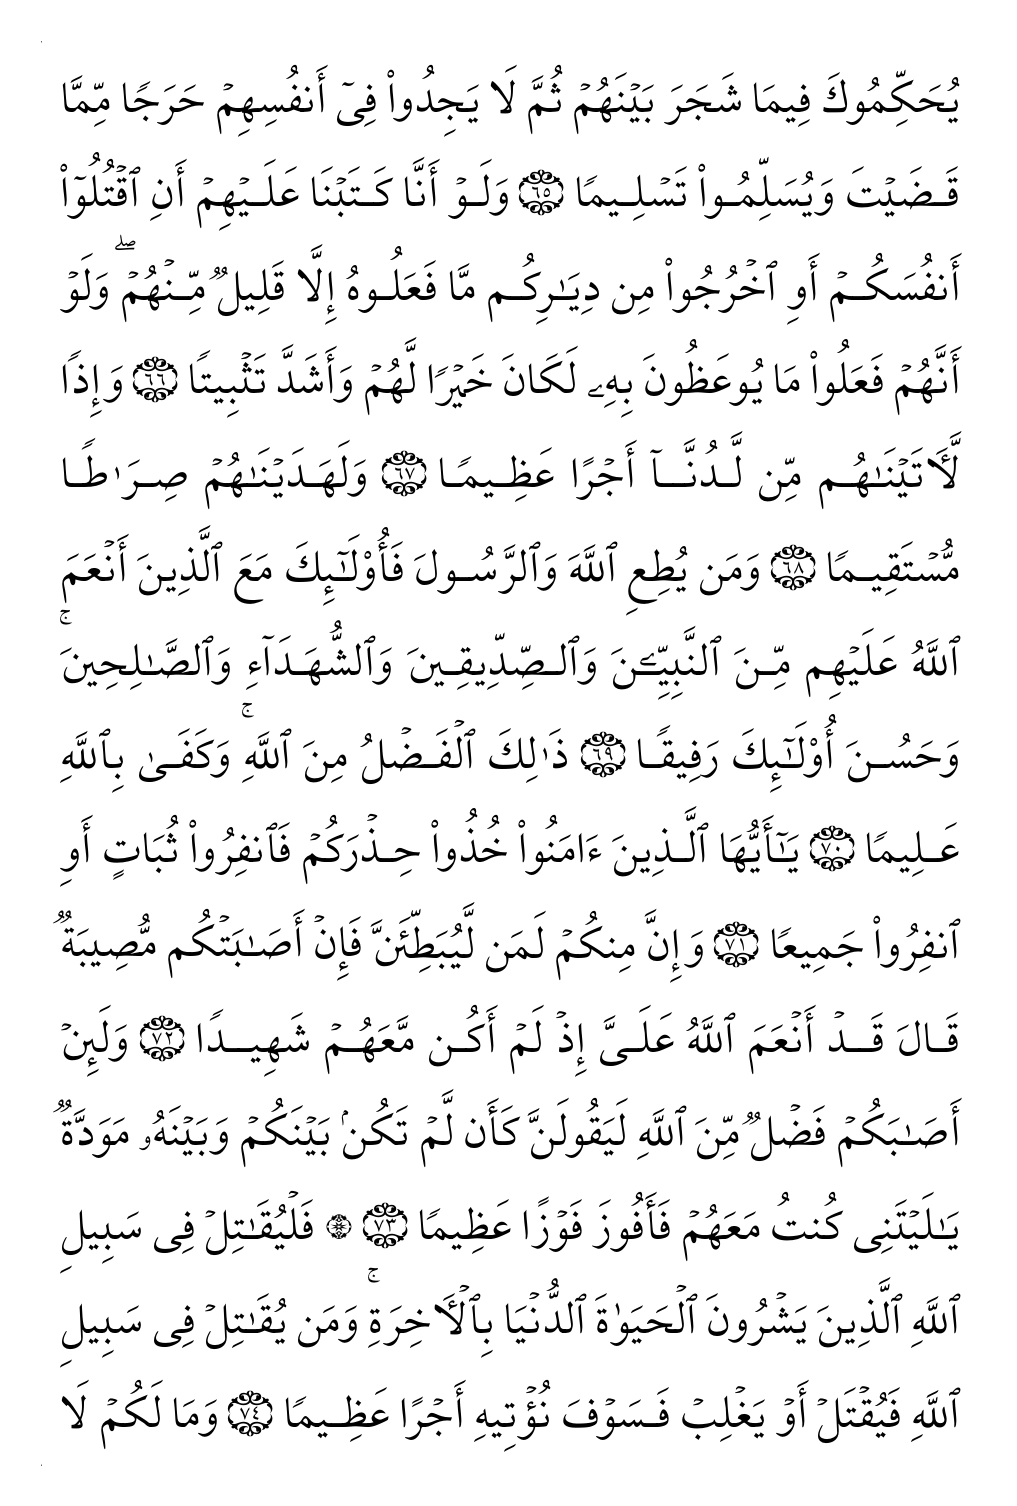 يُحَكِّمُوكَ فِيمَا شَجَرَ بَيۡنَهُمۡ ثُمَّ لَا يَجِدُواْ فِىٓ أَنفُسِهِمۡ حَرَجًا مِّمَّا
قَضَيۡتَ وَيُسَلِّمُواْ تَسۡلِيمًا ٦٥ وَلَوۡ أَنَّا كَتَبۡنَا عَلَيۡهِمۡ أَنِ ٱقۡتُلُوٓاْ
أَنفُسَكُمۡ أَوِ ٱخۡرُجُواْ مِن دِيَـٰرِكُم مَّا فَعَلُوهُ إِلَّا قَلِيلٌ مِّنۡهُمۡۖ وَلَوۡ
أَنَّهُمۡ فَعَلُواْ مَا يُوعَظُونَ بِهِۦ لَكَانَ خَيۡرًا لَّهُمۡ وَأَشَدَّ تَثۡبِيتًا ٦٦ وَإِذًا
لَّأَتَيۡنَـٰهُم مِّن لَّدُنَّـآ أَجۡرًا عَظِيمًا ٦٧ وَلَهَدَيۡنَـٰهُمۡ صِرَٰطًا
مُّسۡتَقِيمًا ٦٨ وَمَن يُطِعِ ٱللَّهَ وَٱلرَّسُولَ فَأُوْلَـٰٓئِكَ مَعَ ٱلَّذِينَ أَنۡعَمَ
ٱللَّهُ عَلَيۡهِم مِّنَ ٱلنَّبِيِّـۧنَ وَٱلصِّدِّيقِينَ وَٱلشُّهَدَآءِ وَٱلصَّـٰلِحِينَۚ
وَحَسُنَ أُوْلَـٰٓئِكَ رَفِيقًا ٦٩ ذَٰلِكَ ٱلۡفَضۡلُ مِنَ ٱللَّهِۚ وَكَفَىٰ بِٱللَّهِ
عَلِيمًا ٧٠ يَـٰٓأَيُّهَا ٱلَّذِينَ ءَامَنُواْ خُذُواْ حِذۡرَكُمۡ فَٱنفِرُواْ ثُبَاتٍ أَوِ
ٱنفِرُواْ جَمِيعًا ٧١ وَإِنَّ مِنكُمۡ لَمَن لَّيُبَطِّئَنَّ فَإِنۡ أَصَـٰبَتۡكُم مُّصِيبَةٌ
قَالَ قَدۡ أَنۡعَمَ ٱللَّهُ عَلَىَّ إِذۡ لَمۡ أَكُن مَّعَهُمۡ شَهِيدًا ٧٢ وَلَئِنۡ
أَصَـٰبَكُمۡ فَضۡلٌ مِّنَ ٱللَّهِ لَيَقُولَنَّ كَأَن لَّمۡ تَكُنۢ بَيۡنَكُمۡ وَبَيۡنَهُۥ مَوَدَّةٌ
يَـٰلَيۡتَنِى كُنتُ مَعَهُمۡ فَأَفُوزَ فَوۡزًا عَظِيمًا ٧٣ ۞ فَلۡيُقَـٰتِلۡ فِى سَبِيلِ
ٱللَّهِ ٱلَّذِينَ يَشۡرُونَ ٱلۡحَيَوٰةَ ٱلدُّنۡيَا بِٱلۡأَخِرَةِۚ وَمَن يُقَـٰتِلۡ فِى سَبِيلِ
ٱللَّهِ فَيُقۡتَلۡ أَوۡ يَغۡلِبۡ فَسَوۡفَ نُؤۡتِيهِ أَجۡرًا عَظِيمًا ٧٤ وَمَا لَكُمۡ لَا